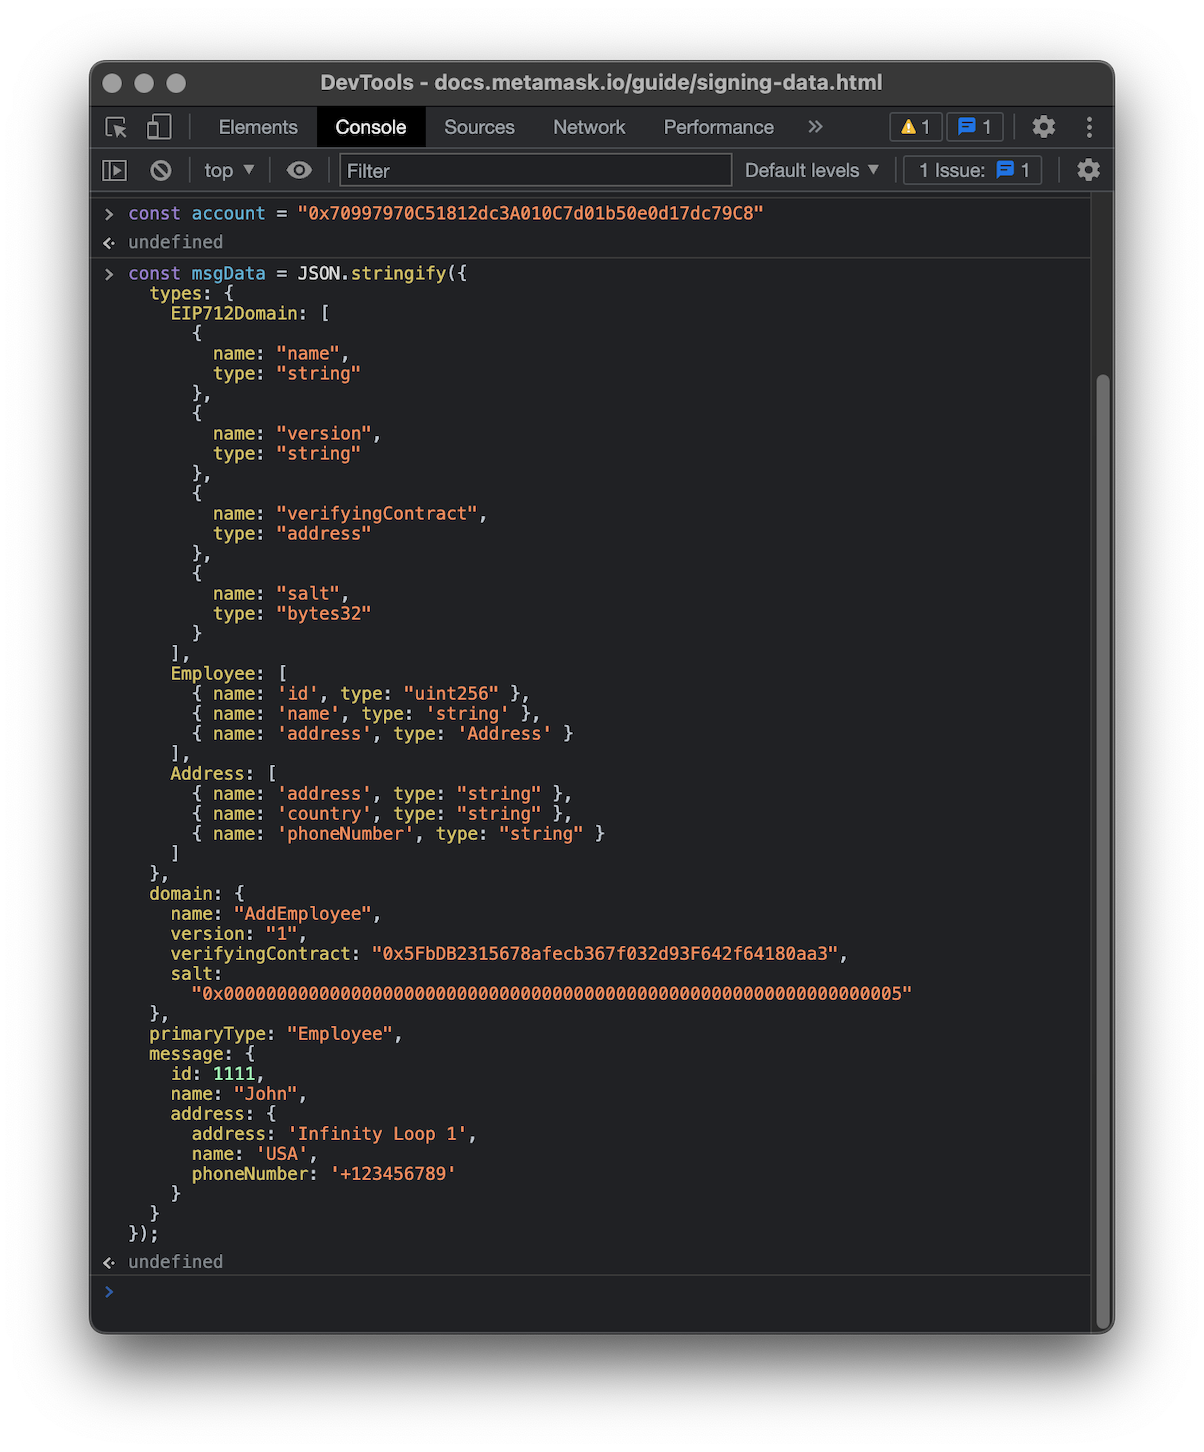 DevTools - docs.metamask.io/guide/signing-data.html
Elements Console Sources Network Performance » 1 1
top ▼ Filter Default levels ▼ 1 Issue: 1
> const account = "0x70997970C51812dc3A010C7d01b50e0d17dc79C8"
undefined
> const msgData = JSON.stringify({
types: {
EIP712Domain: [
{
name: "name",
type: "string"
},
{
name: "version",
type: "string"
},
{
name: "verifyingContract",
type: "address"
},
{
name: "salt",
type: "bytes32"
}
],
Employee: [
{ name: 'id', type: "uint256" },
{ name: 'name', type: 'string' },
{ name: 'address', type: 'Address' }
],
Address: [
{ name: 'address', type: "string" },
{ name: 'country', type: "string" },
{ name: 'phoneNumber', type: "string" }
]
},
domain: {
name: "AddEmployee",
version: "1",
verifyingContract: "0x5FbDB2315678afecb367f032d93F642f64180aa3",
salt:
"0x0000000000000000000000000000000000000000000000000000000000000005"
},
primaryType: "Employee",
message: {
id: 1111,
name: "John",
address: {
address: 'Infinity Loop 1',
name: 'USA',
phoneNumber: '+123456789'
}
}
});
undefined
>